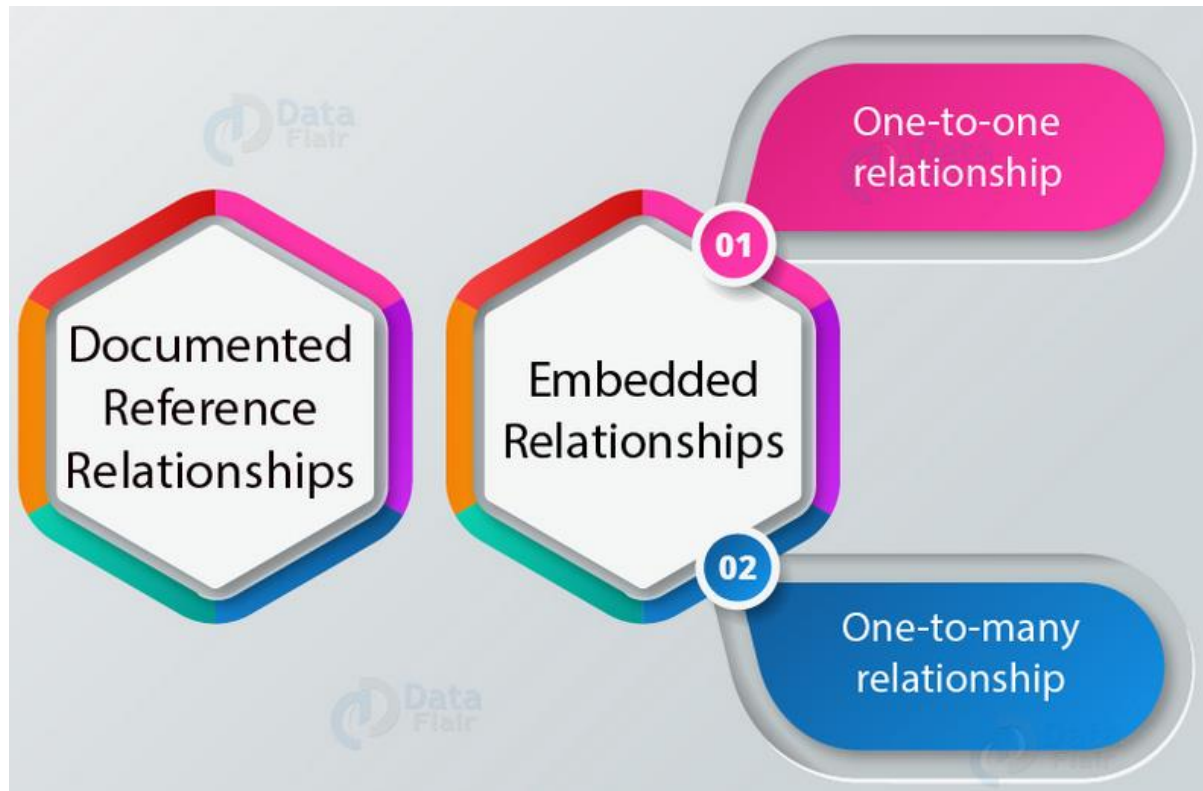 Data
Flair
One-to-one
relationship
01
Documented
Reference
Relationships
Embedded
Relationships
02
One-to-many
relationship
Data
Flair